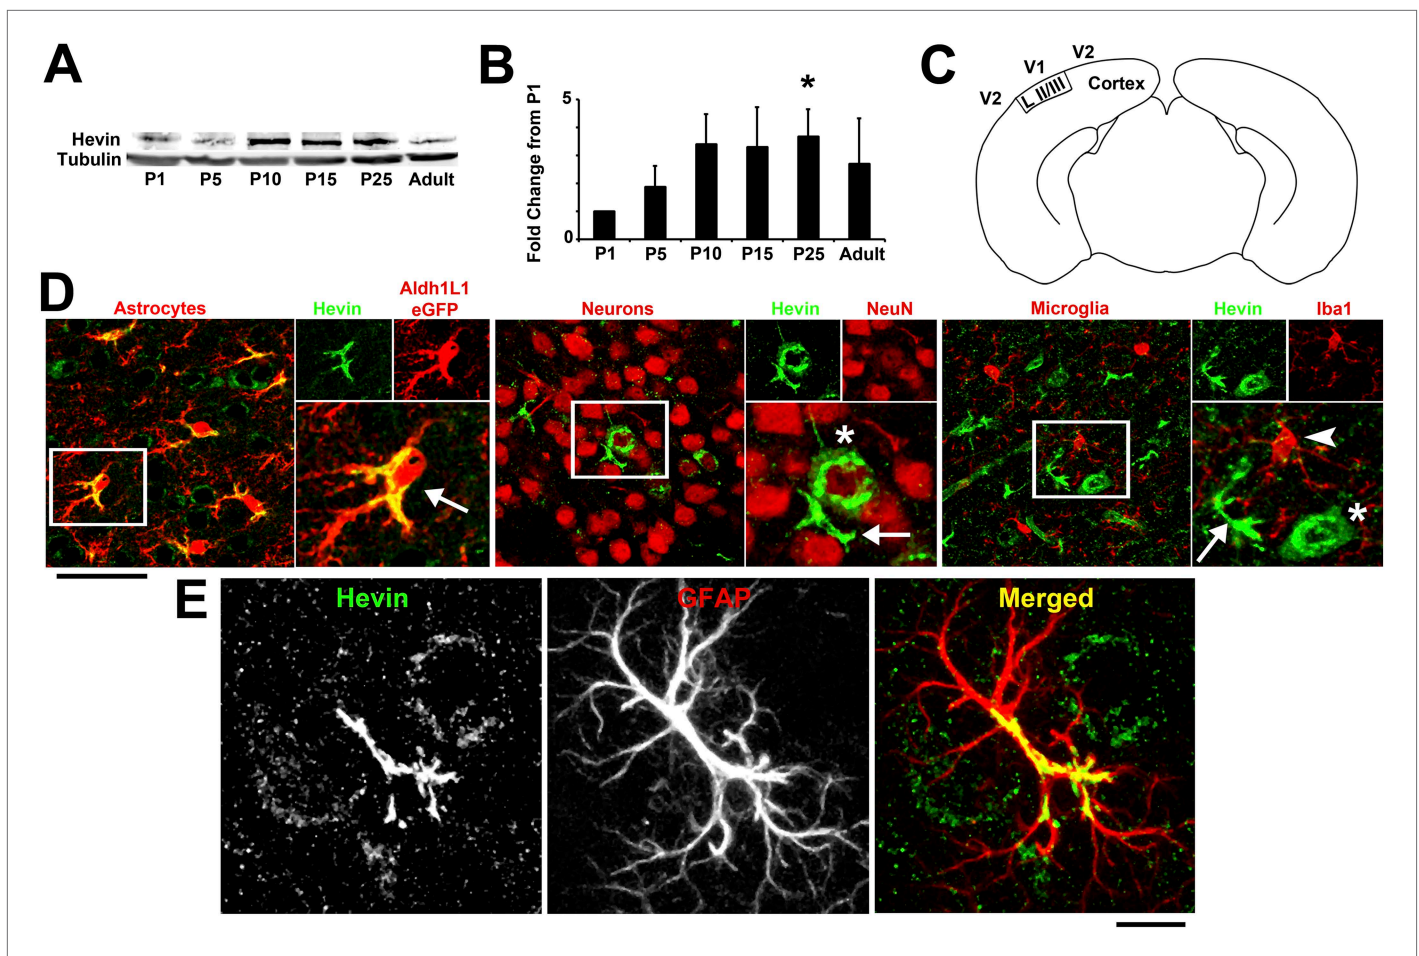 A
Hevin
Tubulin
P1 P5 P10 P15 P25 Adult
B
Fold Change from P1
5
0
*
P1 P5 P10 P15 P25 Adult
C
V2
V1
V2
L II/III
Cortex
D
Astrocytes
Hevin
Aldh1L1
eGFP
Neurons
Hevin
NeuN
*
Microglia
Hevin
Iba1
*
E
Hevin
GFAP
Merged